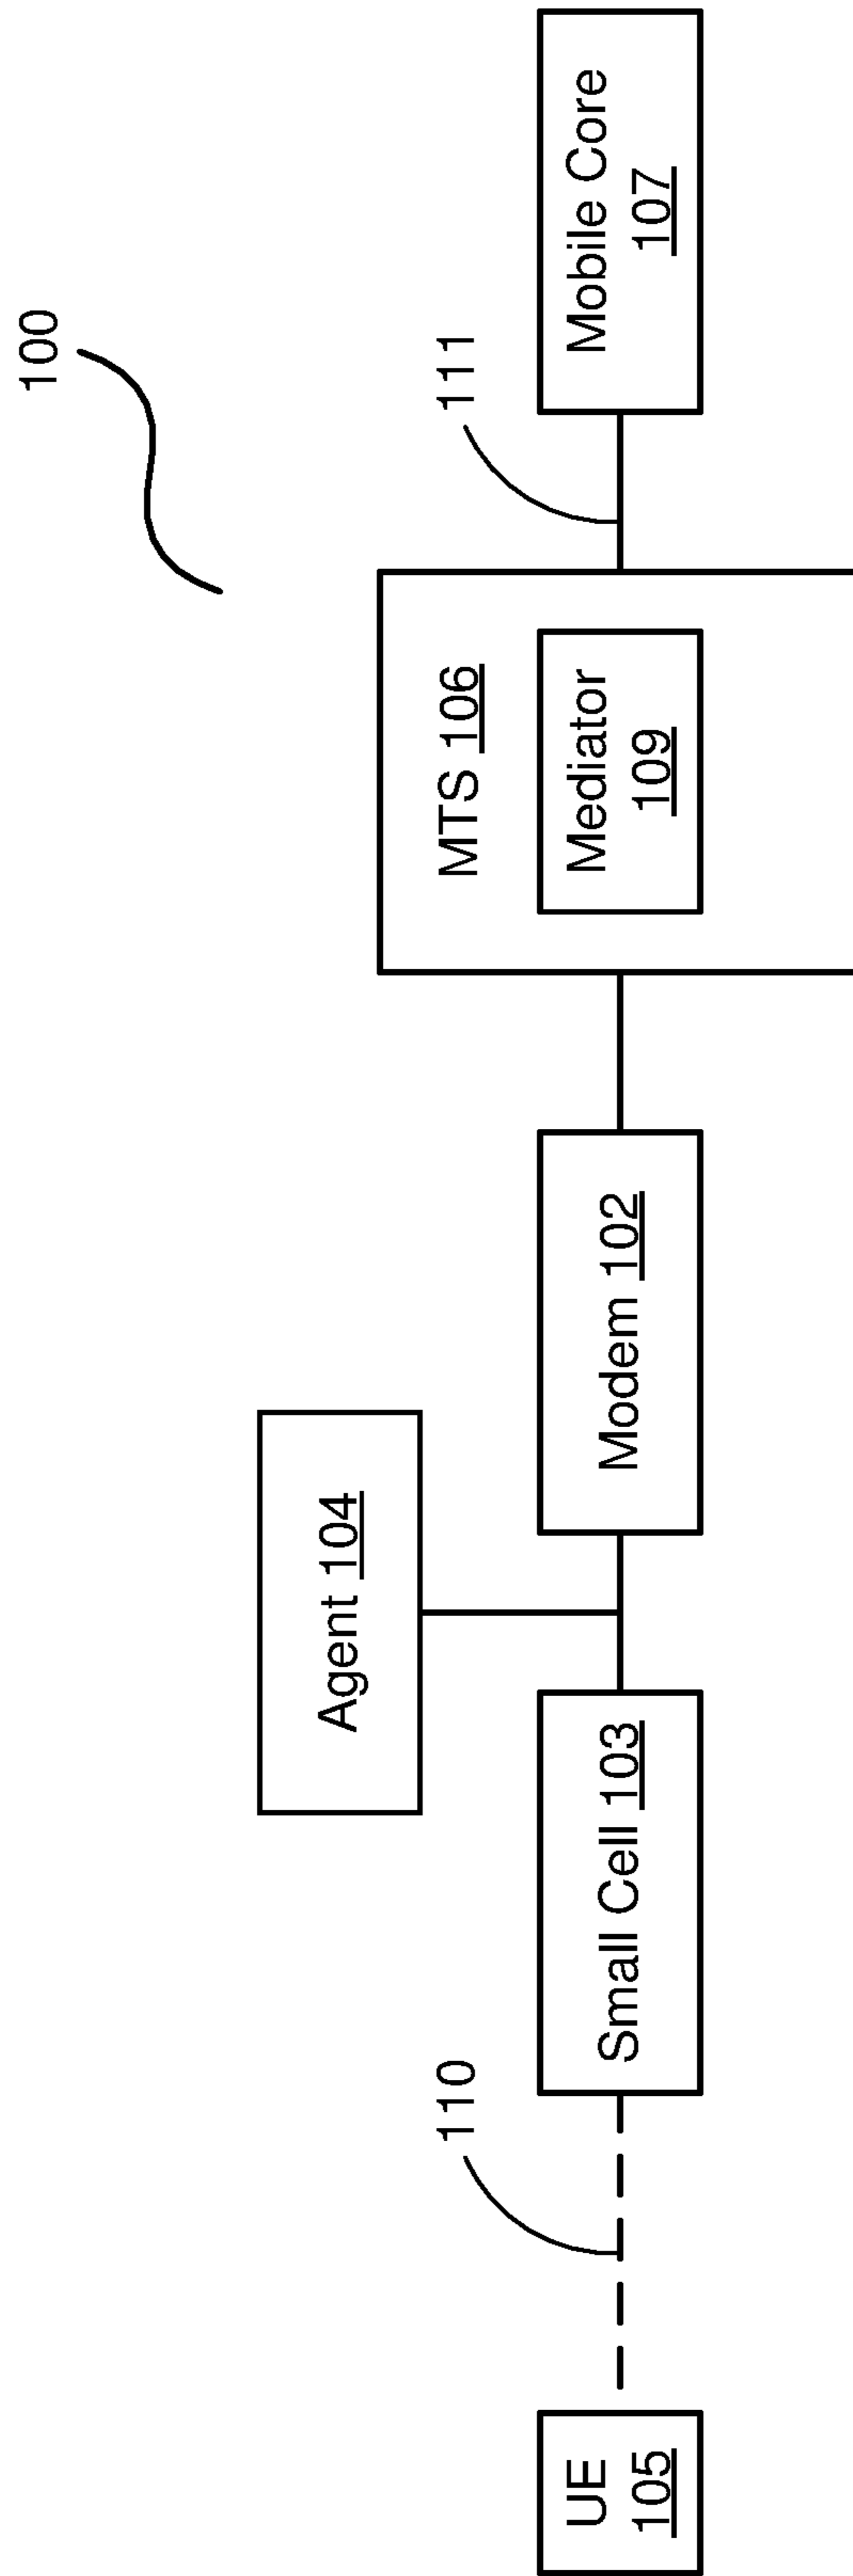 100
110
111
UE
105
Small Cell 103
Agent 104
Modem 102
MTS 106
Mediator
109
Mobile Core
107